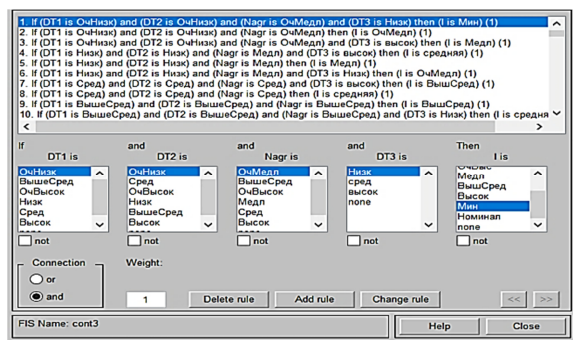 1. If (DT1 is ОчНизк) and (DT2 is ОчНизк) and (Nagr is ОчМедл) and (DT3 is Низк) then (I is Мин) (1)
2. If (DT1 is ОчНизк) and (DT2 is ОчНизк) and (Nagr is ОчМедл) then (I is ОчМедл) (1)
3. If (DT1 is ОчНизк) and (DT2 is ОчНизк) and (Nagr is ОчМедл) and (DT3 is высок) then (I is Медл) (1)
4. If (DT1 is Низк) and (DT2 is Низк) and (Nagr is Медл) and (DT3 is высок) then (I is средняя) (1)
5. If (DT1 is Низк) and (DT2 is Низк) and (Nagr is Медл) then (I is Медл) (1)
6. If (DT1 is Низк) and (DT2 is Низк) and (Nagr is Медл) and (DT3 is Низк) then (I is ОчМедл) (1)
7. If (DT1 is Сред) and (DT2 is Сред) and (Nagr is Сред) and (DT3 is высок) then (I is ВышСред) (1)
8. If (DT1 is Сред) and (DT2 is Сред) and (Nagr is Сред) then (I is средняя) (1)
9. If (DT1 is ВышеСред) and (DT2 is ВышеСред) and (Nagr is ВышеСред) then (I is ВышСред) (1)
10. If (DT1 is ВышеСред) and (DT2 is ВышеСред) and (Nagr is ВышеСред) and (DT3 is Низк) then (I is средня
If and and and Then
DT1 is DT2 is Nagr is DT3 is I is
ОчНизк
ВышеСред
ОчВысок
Низк
Сред
Высок
not
ОчНизк
Сред
ОчВысок
Низк
ВышеСред
Высок
not
ОчМедл
ВышеСред
ОчВысок
Медл
Сред
Высок
not
Низк
сред
высок
none
not
Медл
ВышСред
Высок
Мин
Номинал
none
not
Connection
or
and
Weight:
1
Delete rule Add rule Change rule << >>
FIS Name: cont3 Help Close